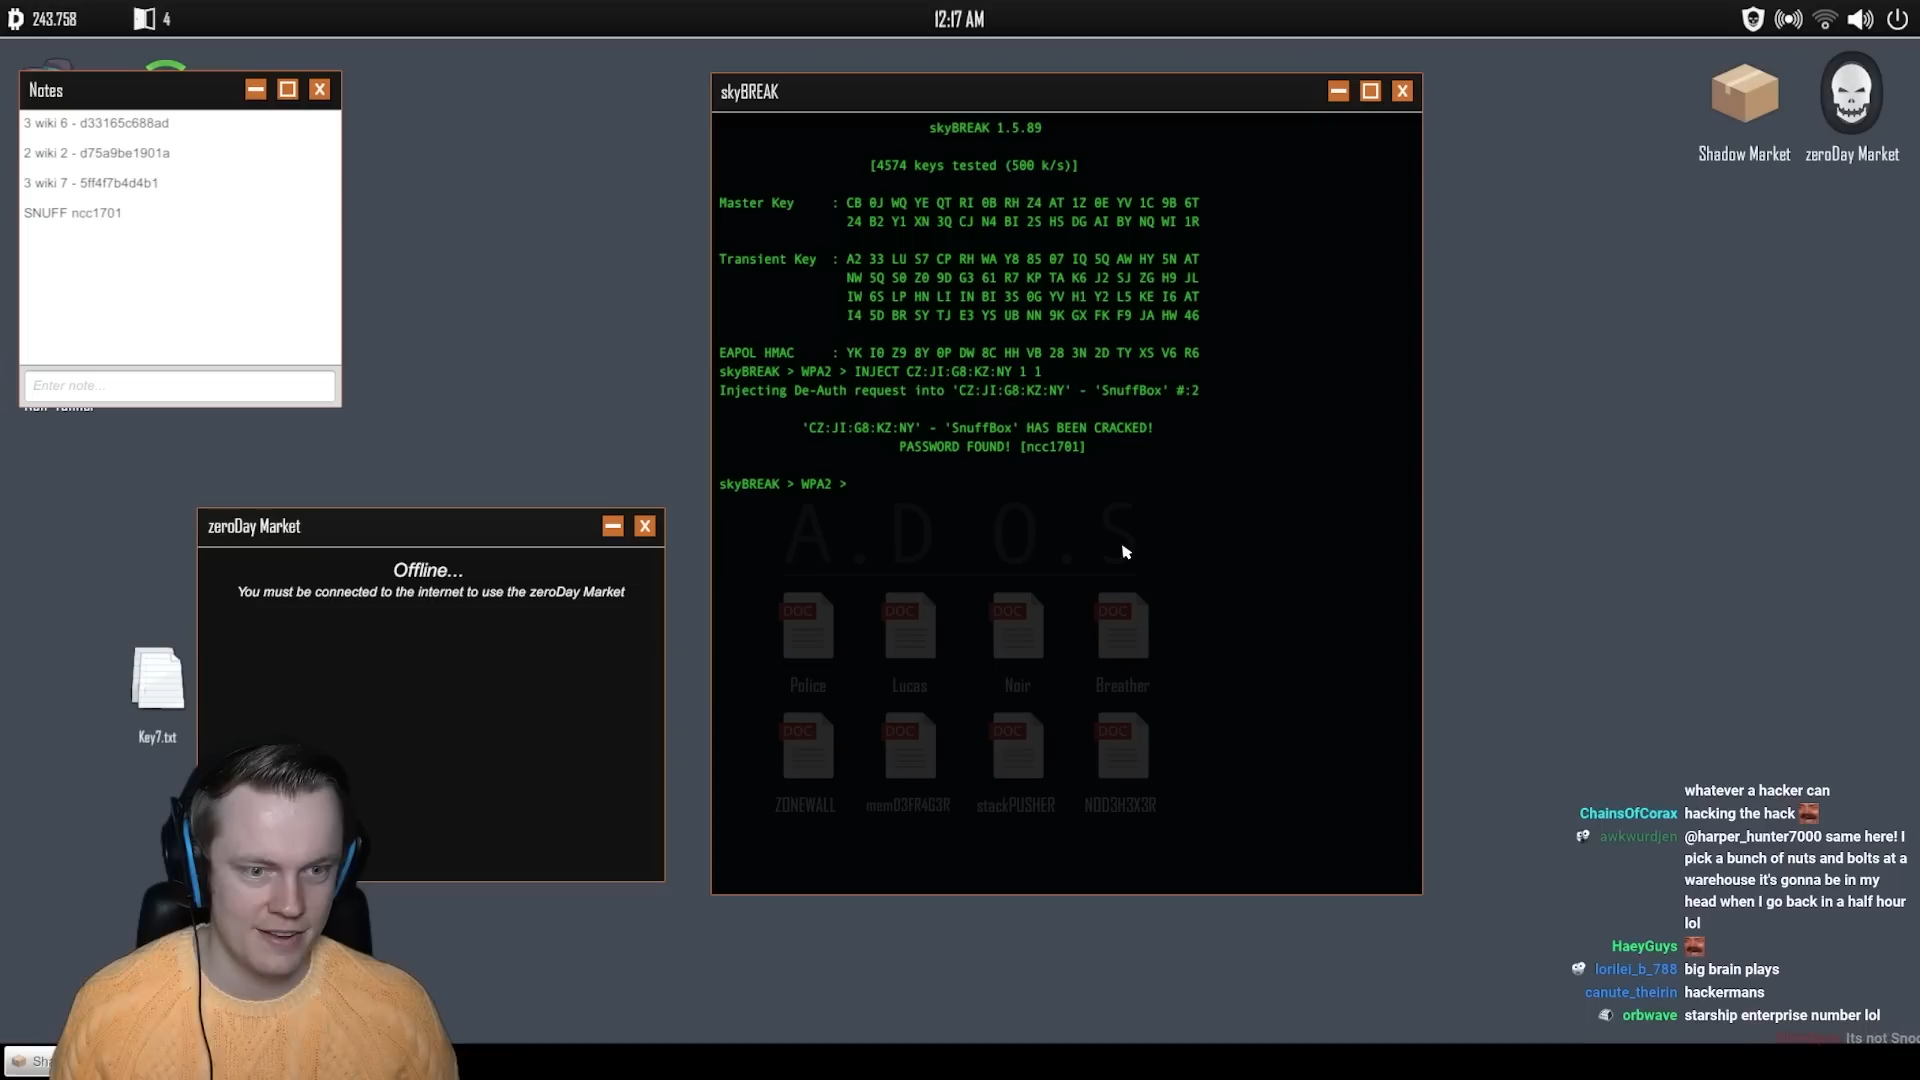 243.758
4
12:17 AM
Notes
3 wiki 6 - d33165c688ad
2 wiki 2 - d75a9be1901a
3 wiki 7 - 5ff4f7b4d4b1
SNUFF ncc1701
Enter note...
skyBREAK
skyBREAK 1.5.89
[4574 keys tested (500 k/s)]
Master Key : CB 0J WQ YE QT RI 0B RH Z4 AT 1Z 0E YV 1C 9B 6T
24 B2 Y1 XN 3Q CJ N4 BI 2S HS DG AI BY NQ WI 1R
Transient Key : A2 33 LU S7 CP RH WA Y8 85 07 IQ 5Q AW HY 5N AT
NW 5Q S0 Z0 9D G3 61 R7 KP TA K6 J2 SJ ZG H9 JL
IW 6S LP HN LI IN BI 3S 0G YV H1 Y2 L5 KE I6 AT
I4 5D BR SY TJ E3 YS UB NN 9K GX FK F9 JA HW 46
EAPOL HMAC : YK I0 Z9 8Y 0P DW 8C HH VB 28 3N 2D TY XS V6 R6
skyBREAK > WPA2 > INJECT CZ:JI:G8:KZ:NY 1 1
Injecting De-Auth request into 'CZ:JI:G8:KZ:NY' - 'SnuffBox' #:2
'CZ:JI:G8:KZ:NY' - 'SnuffBox' HAS BEEN CRACKED!
PASSWORD FOUND! [ncc1701]
skyBREAK > WPA2 >
A.D O.S
DOC DOC DOC DOC
Police Lucas Noir Breather
DOC DOC DOC DOC
ZONEWALL mem03FR4G3R stackPUSHER N0D3H3X3R
Shadow Market
zeroDay Market
zeroDay Market
Offline...
You must be connected to the internet to use the zeroDay Market
Key7.txt
whatever a hacker can
ChainsOfCorax hacking the hack
awkwurdjen @harper_hunter7000 same here! I
pick a bunch of nuts and bolts at a
warehouse it's gonna be in my
head when I go back in a half hour
lol
HaeyGuys
lorilei_b_788 big brain plays
canute_theirin hackermans
orbwave starship enterprise number lol
Its not